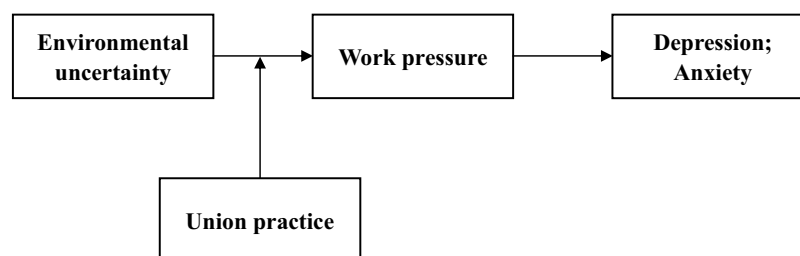 Environmental
uncertainty
Work pressure
Depression;
Anxiety
Union practice